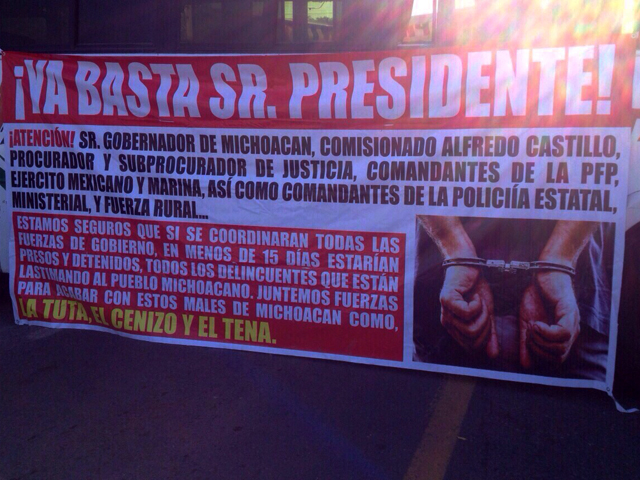 ¡YA BASTA SR. PRESIDENTE!
¡ATENCIÓN! SR. GOBERNADOR DE MICHOACAN, COMISIONADO ALFREDO CASTILLO,
PROCURADOR Y SUBPROCURADOR DE JUSTICIA, COMANDANTES DE LA PFP,
EJERCITO MEXICANO Y MARINA, ASÍ COMO COMANDANTES DE LA POLICIÍA ESTATAL,
MINISTERIAL, Y FUERZA RURAL...
ESTAMOS SEGUROS QUE SI SE COORDINARAN TODAS LAS
FUERZAS DE GOBIERNO, EN MENOS DE 15 DÍAS ESTARÍAN
PRESOS Y DETENIDOS, TODOS LOS DELINCUENTES QUE ESTÁN
LASTIMANDO AL PUEBLO MICHOACANO. JUNTEMOS FUERZAS
PARA ACABAR CON ESTOS MALES DE MICHOACAN COMO,
LA TUTA, EL CENIZO Y EL TENA.